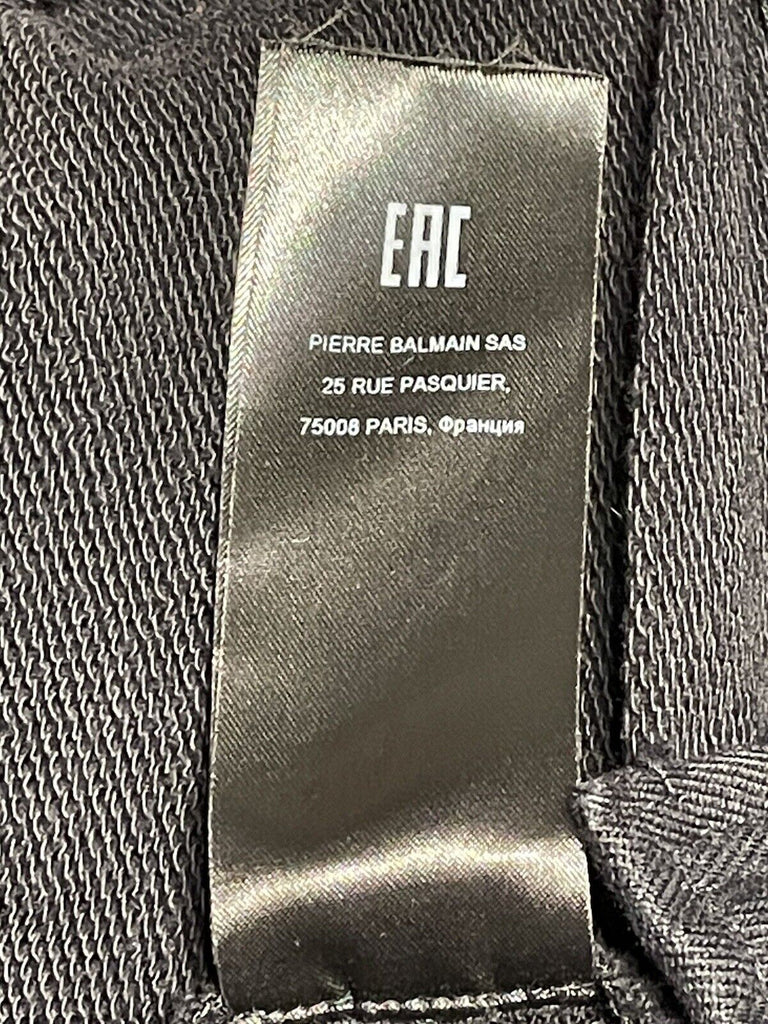 EAC
PIERRE BALMAIN SAS
25 RUE PASQUIER,
75008 PARIS, Франция